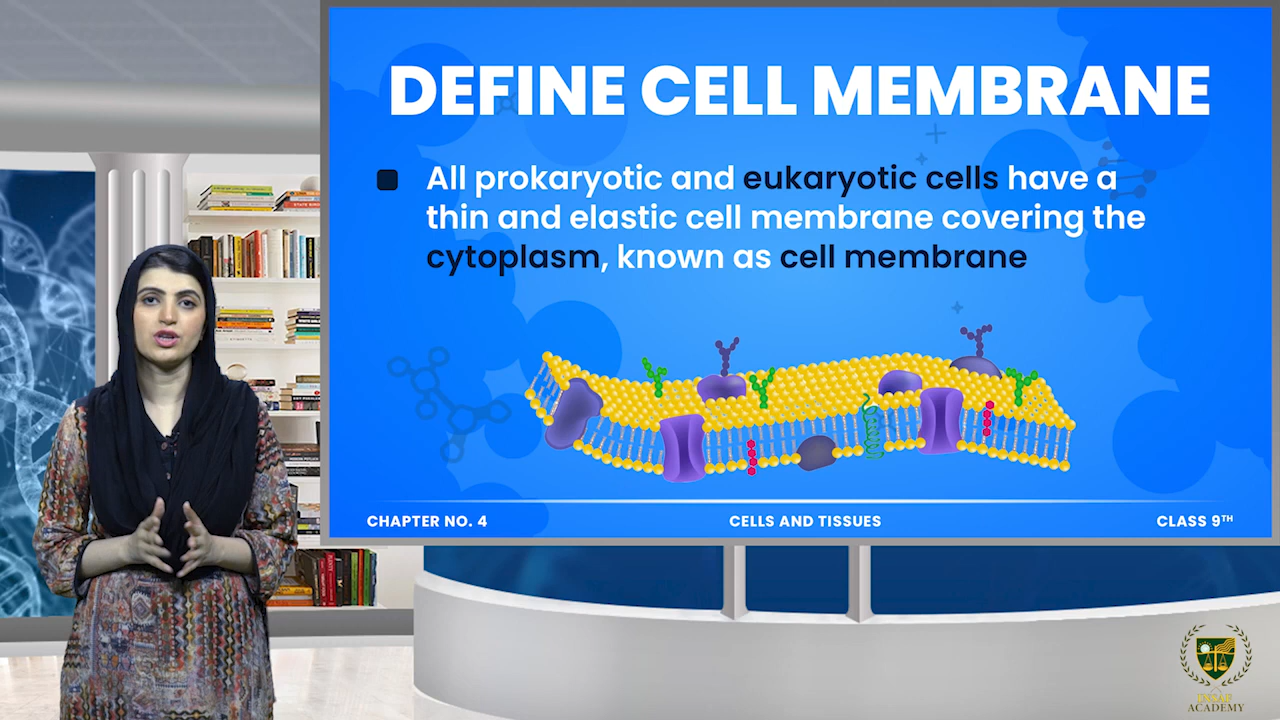 DEFINE CELL MEMBRANE
All prokaryotic and eukaryotic cells have a
thin and elastic cell membrane covering the
cytoplasm, known as cell membrane
CHAPTER NO. 4
CELLS AND TISSUES
CLASS 9TH
ACADEMY